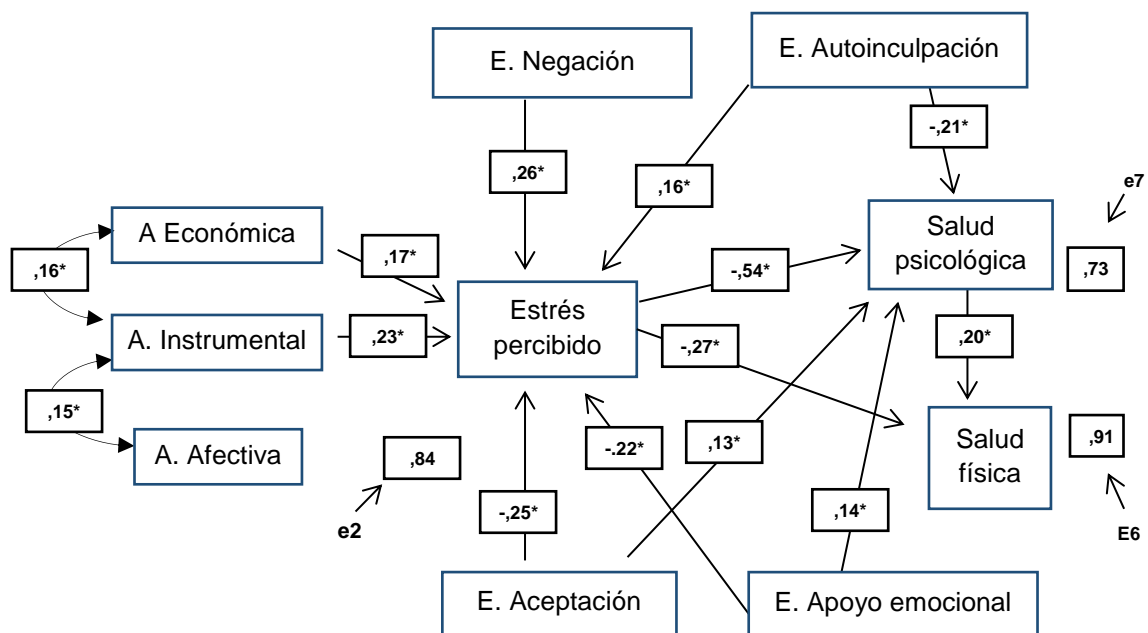 E. Negación
E. Autoinculpación
-,21*
,26*
,16*
e7
A Económica
Salud
psicológica
,17*
-,54*
,73
,16*
Estrés
percibido
A. Instrumental
,23*
-,27*
,20*
,15*
A. Afectiva
,84
-.22*
,13*
Salud
física
,91
e2
-,25*
,14*
E6
E. Aceptación
E. Apoyo emocional